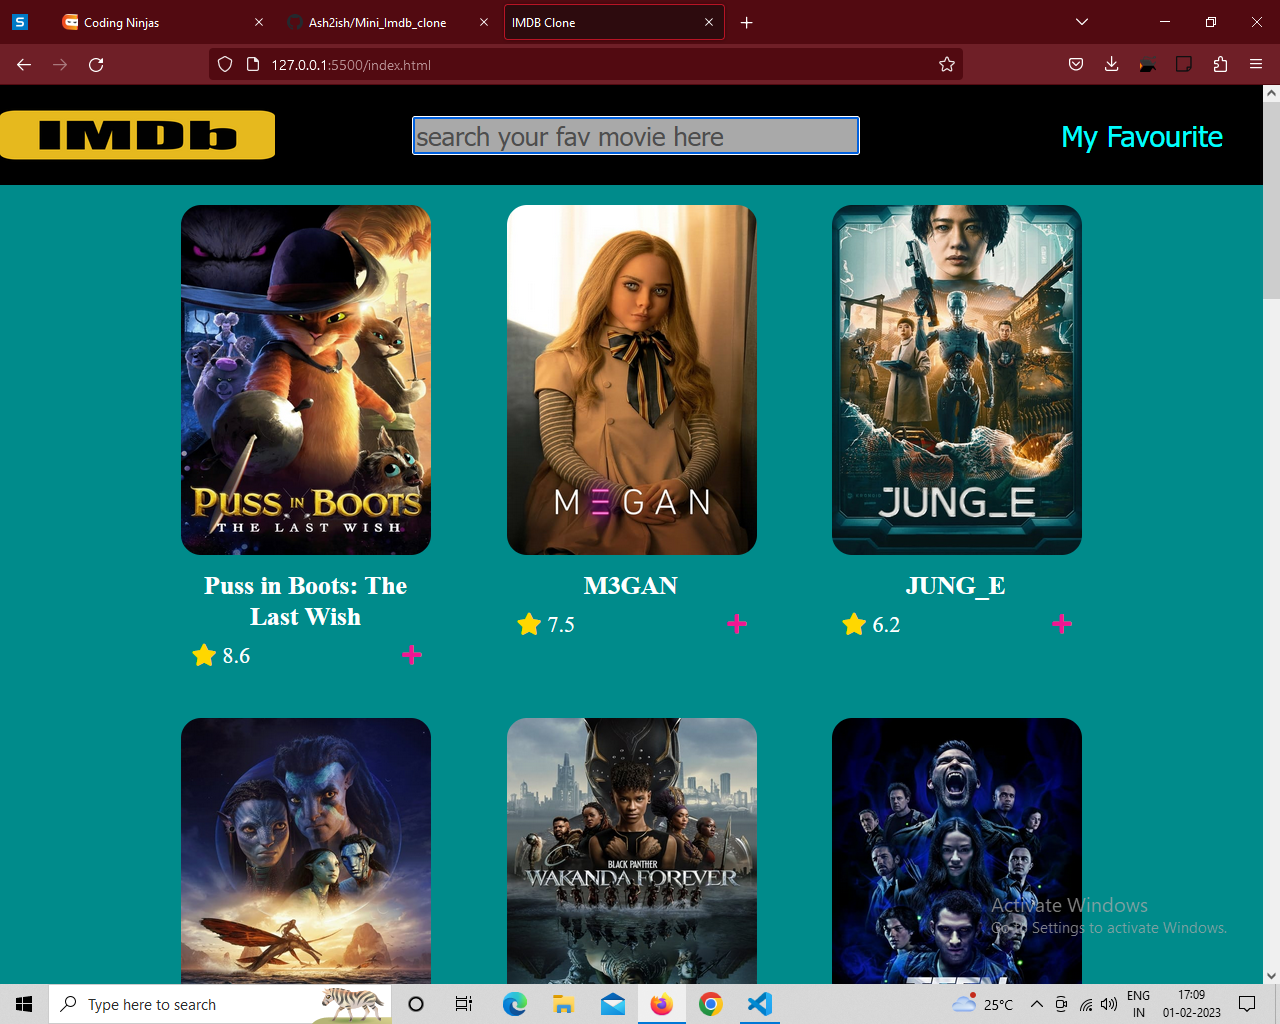 Coding Ninjas
Ash2ish/Mini_Imdb_clone
IMDB Clone
127.0.0.1:5500/index.html
IMDb
search your fav movie here
My Favourite
PUSS IN BOOTS
THE LAST WISH
M3GAN
JUNG_E
Puss in Boots: The
Last Wish
M3GAN
JUNG_E
8.6
7.5
6.2
BLACK PANTHER
WAKANDA FOREVER
Activate Windows
Go to Settings to activate Windows.
Type here to search
25°C
ENG
IN
17:09
01-02-2023